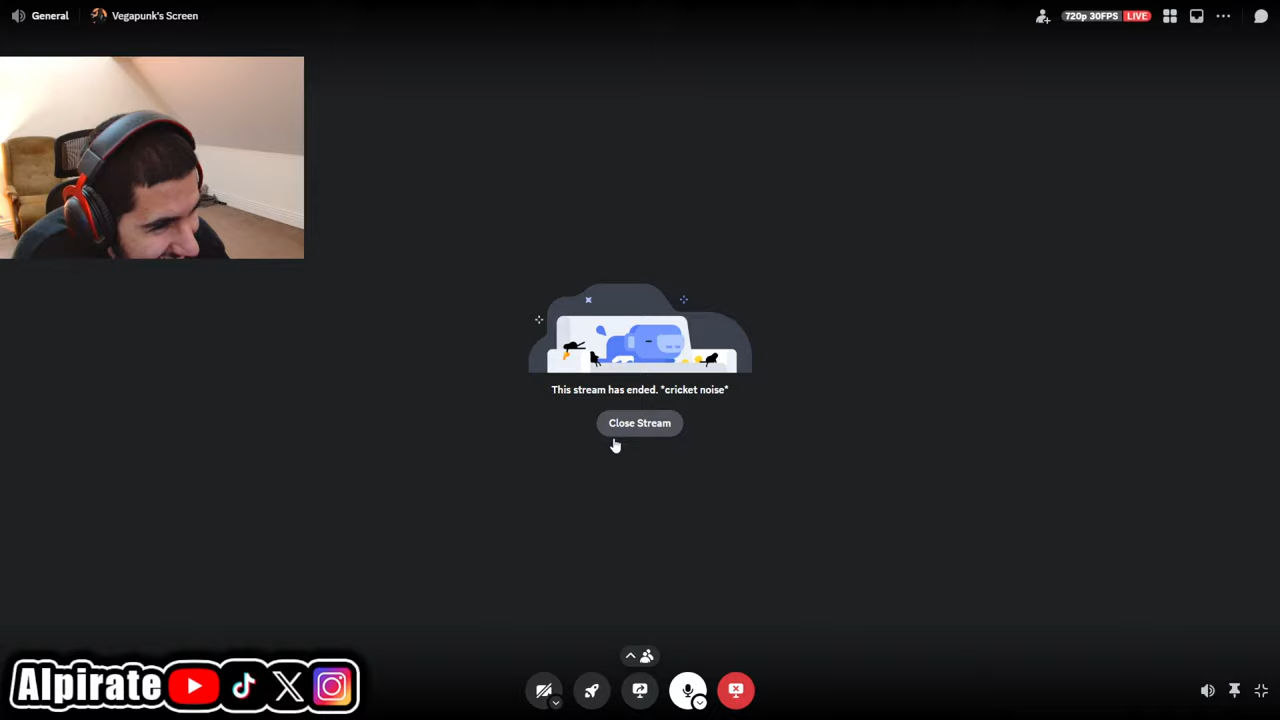 General
Vegapunk's Screen
720p 30FPS LIVE
This stream has ended. *cricket noise*
Close Stream
Alpirate